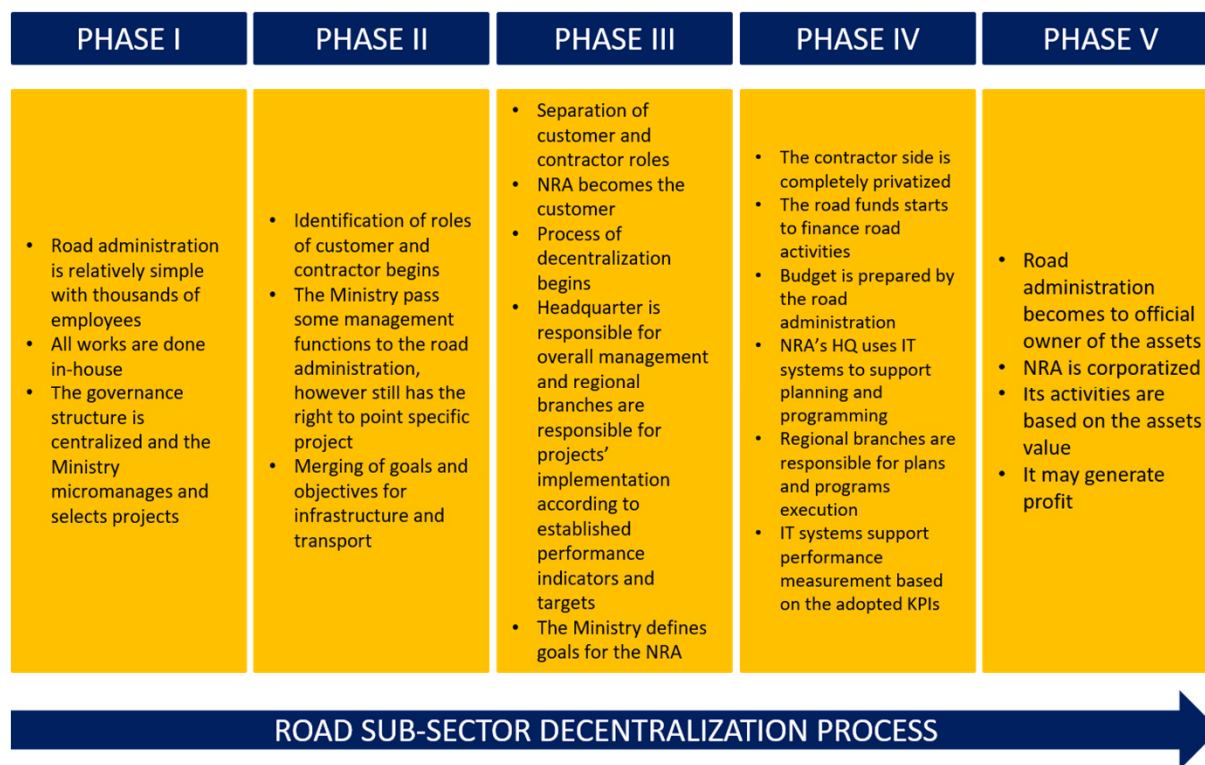 PHASE I
PHASE II
PHASE III
PHASE IV
PHASE V
• Road administration
is relatively simple
with thousands of
employees
• All works are done
in-house
• The governance
structure is
centralized and the
Ministry
micromanages and
selects projects
• Identification of roles
of customer and
contractor begins
• The Ministry pass
some management
functions to the road
administration,
however still has the
right to point specific
project
• Merging of goals and
objectives for
infrastructure and
transport
• Separation of
customer and
contractor roles
• NRA becomes the
customer
• Process of
decentralization
begins
• Headquarter is
responsible for
overall management
and regional
branches are
responsible for
projects’
implementation
according to
established
performance
indicators and
targets
• The Ministry defines
goals for the NRA
• The contractor side is
completely privatized
• The road funds starts
to finance road
activities
• Budget is prepared by
the road
administration
• NRA’s HQ uses IT
systems to support
planning and
programming
• Regional branches are
responsible for plans
and programs
execution
• IT systems support
performance
measurement based
on the adopted KPIs
• Road
administration
becomes to official
owner of the assets
• NRA is corporatized
• Its activities are
based on the assets
value
• It may generate
profit
ROAD SUB-SECTOR DECENTRALIZATION PROCESS